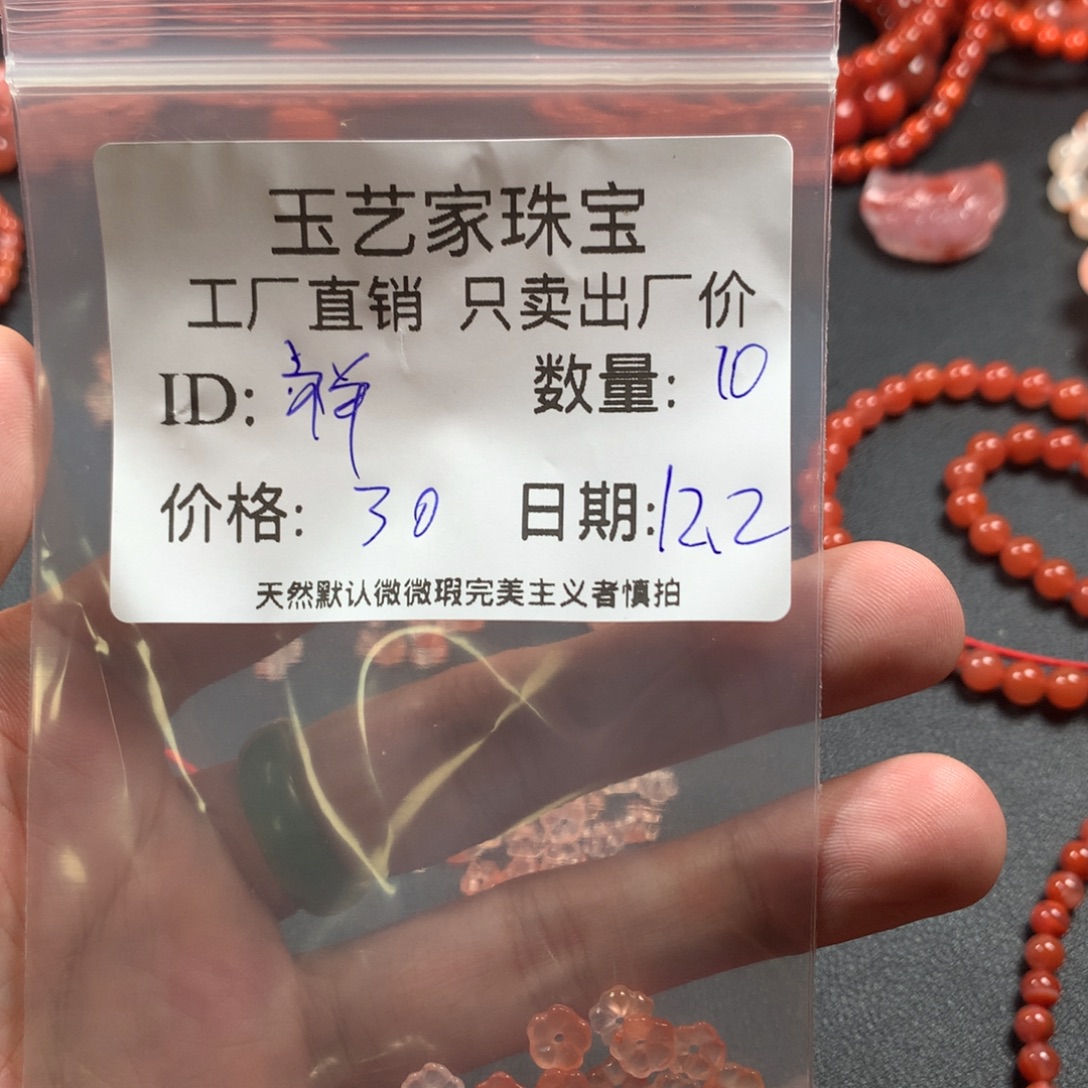 玉艺家珠宝
工厂直销 只卖出厂价
ID: 数量: 10
价格: 30 日期: 12.2
天然默认微微瑕完美主义者慎拍